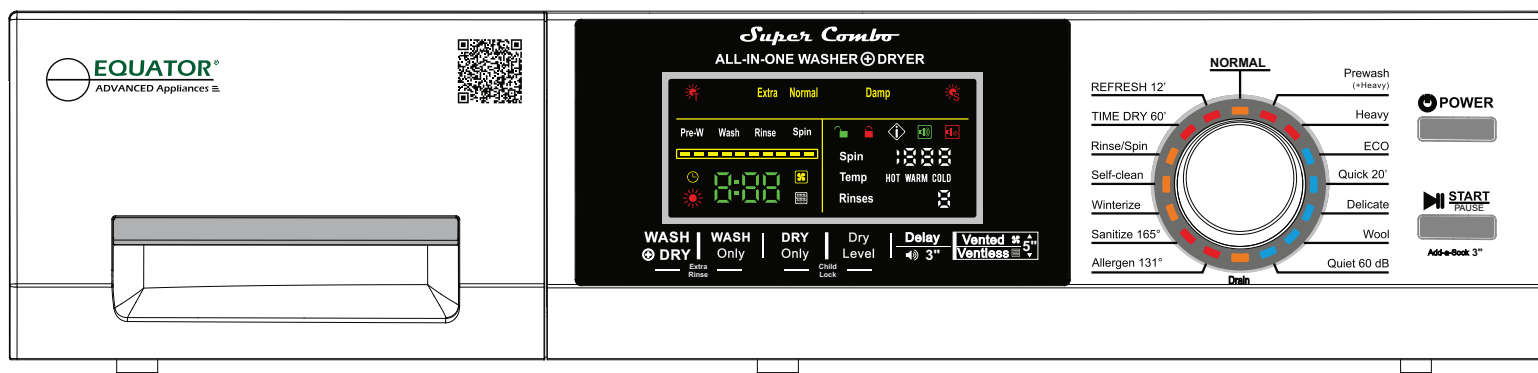 EQUATOR®
ADVANCED Appliances
Super Combo
ALL-IN-ONE WASHER DRYER
T Extra Normal Damp S
Pre-W Wash Rinse Spin
Spin 1888
Temp HOT WARM COLD
8:88
Rinses 8
WASH
DRY
Extra
Rinse
WASH
Only
DRY
Only
Child
Lock
Dry
Level
Delay
3"
Vented
Ventless
5"
NORMAL
REFRESH 12'
TIME DRY 60'
Rinse/Spin
Self-clean
Winterize
Sanitize 165°
Allergen 131°
Drain
Prewash
(+Heavy)
Heavy
ECO
Quick 20'
Delicate
Wool
Quiet 60 dB
POWER
START
PAUSE
Add-a-Sock 3"